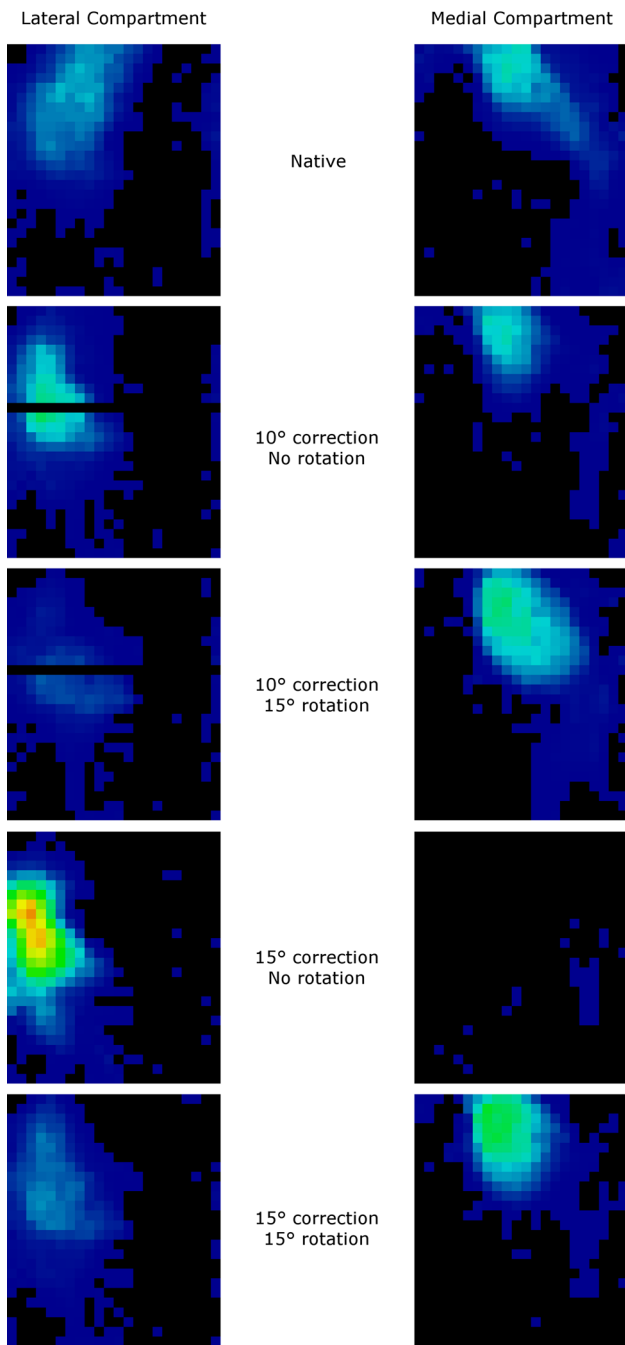 Lateral Compartment
Medial Compartment
Native
10° correction
No rotation
10° correction
15° rotation
15° correction
No rotation
15° correction
15° rotation